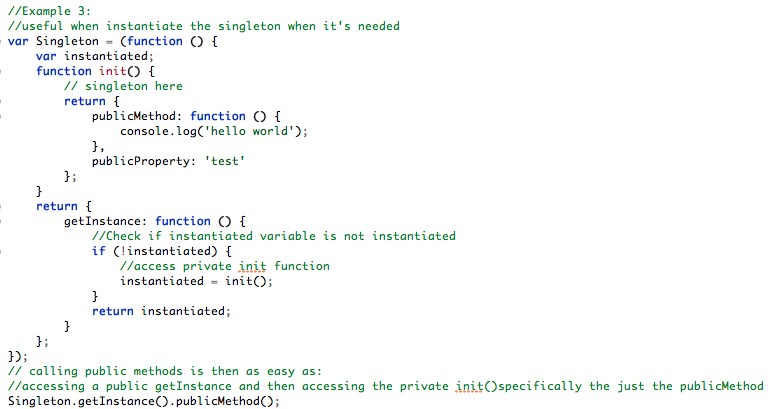 //Example 3:
//useful when instantiate the singleton when it's needed
var Singleton = (function () {
    var instantiated;
    function init() {
        // singleton here
        return {
            publicMethod: function () {
                console.log('hello world');
            },
            publicProperty: 'test'
        };
    }
    return {
        getInstance: function () {
            //Check if instantiated variable is not instantiated
            if (!instantiated) {
                //access private init function
                instantiated = init();
            }
            return instantiated;
        }
    };
});
// calling public methods is then as easy as:
//accessing a public getInstance and then accessing the private init()specifically the just the publicMethod
Singleton.getInstance().publicMethod();